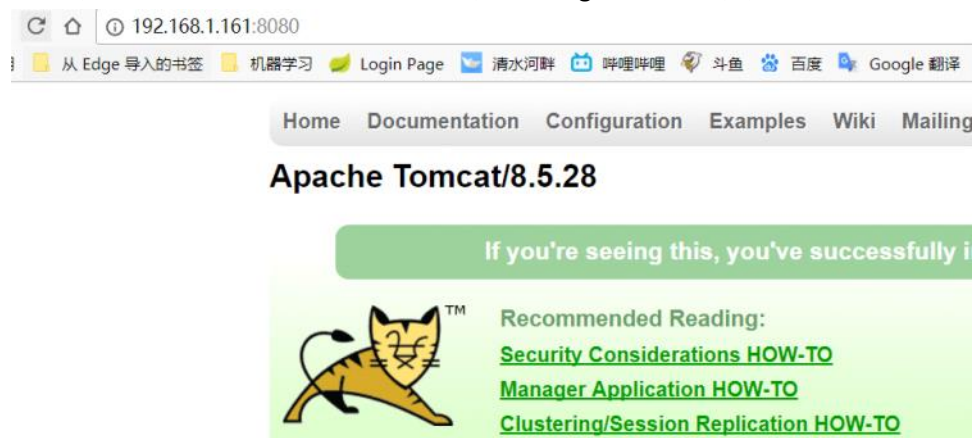 192.168.1.161:8080
从 Edge 导入的书签 机器学习 Login Page 清水河畔 哔哩哔哩 斗鱼 百度 Google 翻译
Home Documentation Configuration Examples Wiki Mailing
Apache Tomcat/8.5.28
If you're seeing this, you've successfully
TM
Recommended Reading:
Security Considerations HOW-TO
Manager Application HOW-TO
Clustering/Session Replication HOW-TO